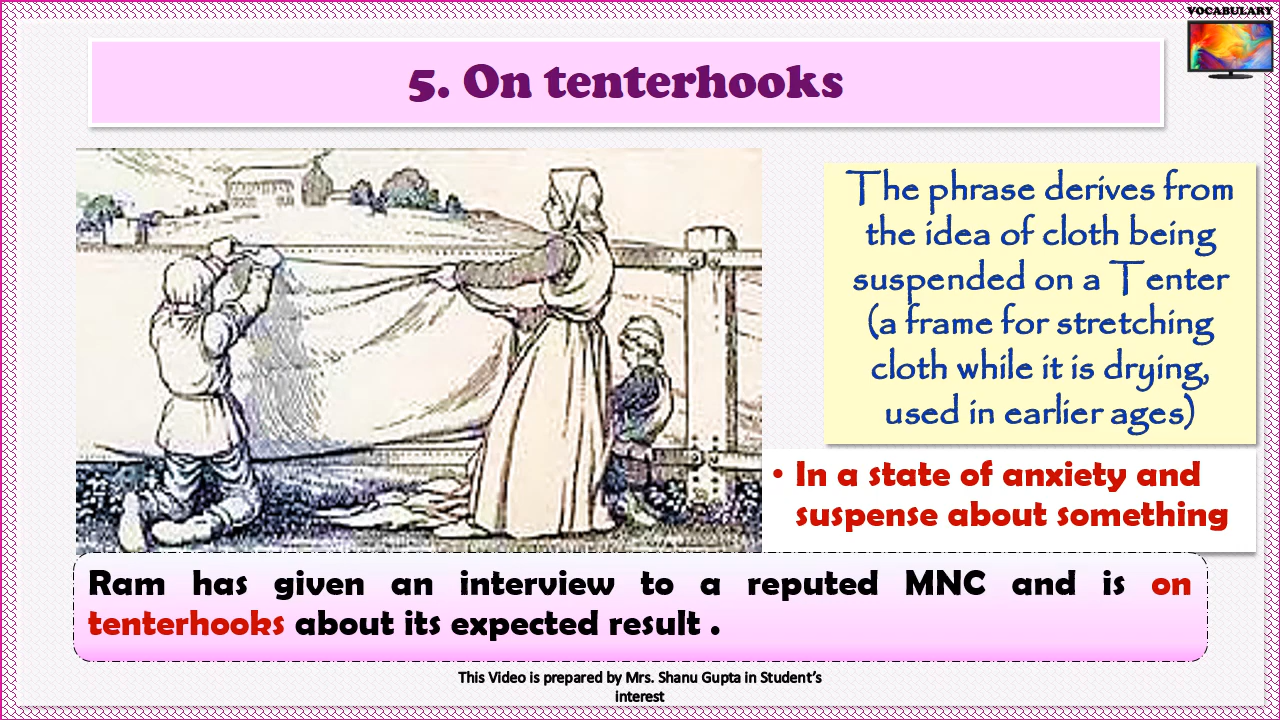 VOCABULARY
5. On tenterhooks
The phrase derives from
the idea of cloth being
suspended on a Tenter
(a frame for stretching
cloth while it is drying,
used in earlier ages)
• In a state of anxiety and
suspense about something
Ram has given an interview to a reputed MNC and is on
tenterhooks about its expected result .
This Video is prepared by Mrs. Shanu Gupta in Student’s
interest